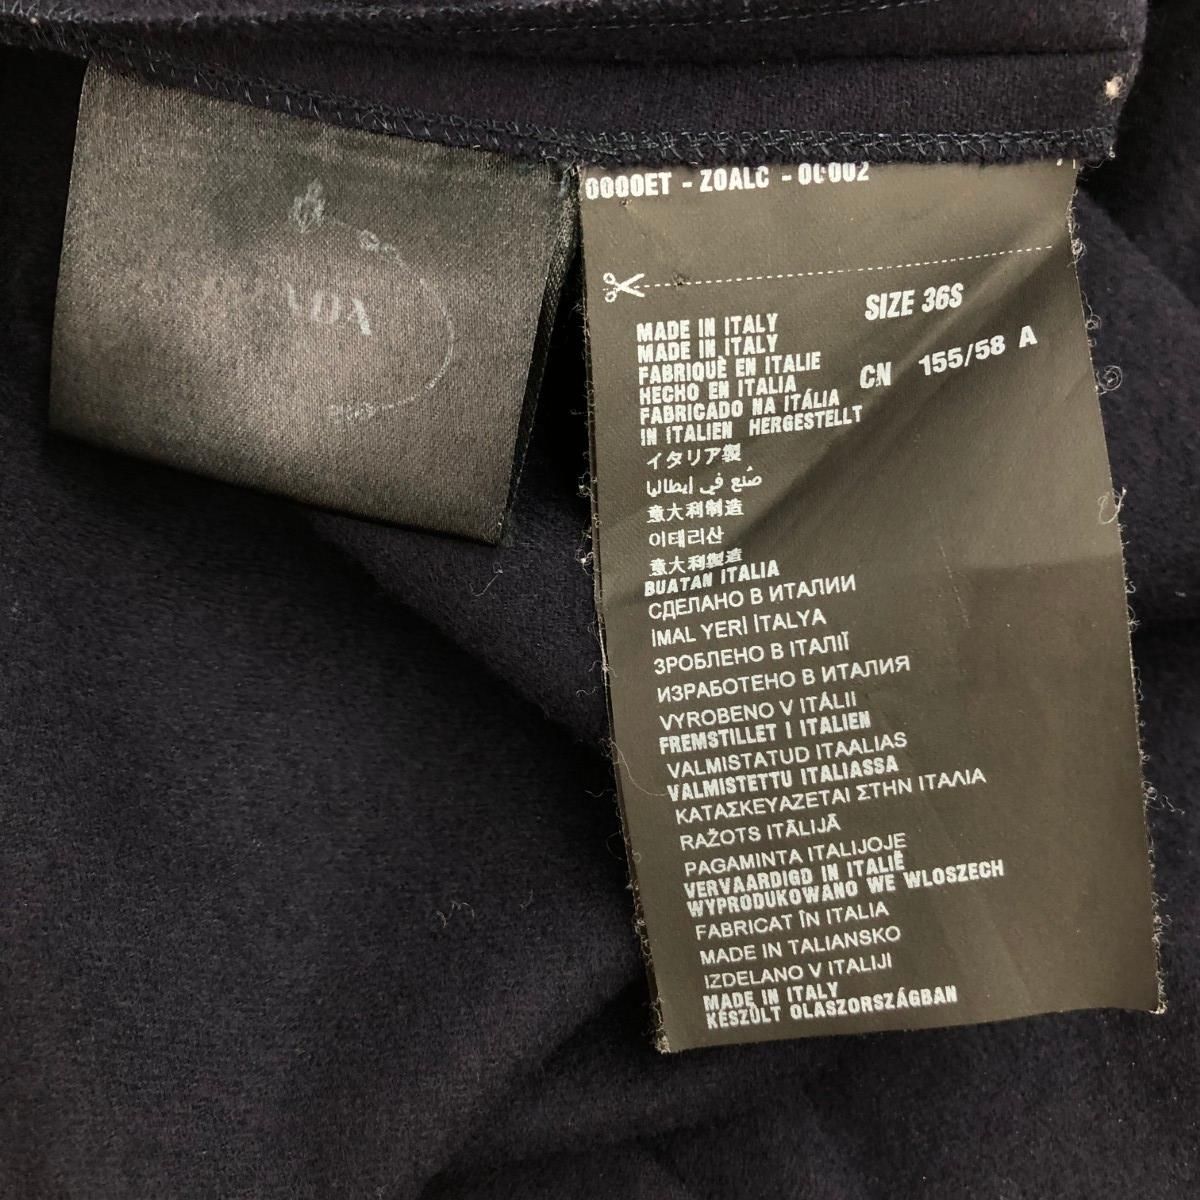 PRADA
0000ET - ZOALC - 00002
SIZE 36S
CN 155/58 A
MADE IN ITALY
MADE IN ITALY
FABRIQUÈ EN ITALIE
HECHO EN ITALIA
FABRICADO NA ITÁLIA
IN ITALIEN HERGESTELLT
イタリア製
صنع في إيطاليا
意大利制造
이테리산
意大利製造
BUATAN ITALIA
СДЕЛАНО В ИТАЛИИ
İMAL YERİ İTALYA
ЗРОБЛЕНО В ІТАЛІЇ
ИЗРАБОТЕНО В ИТАЛИЯ
VYROBENO V ITÁLII
FREMSTILLET I ITALIEN
VALMISTATUD ITAALIAS
VALMISTETTU ITALIASSA
ΚΑΤΑΣΚΕΥΑΖΕΤΑΙ ΣΤΗΝ ΙΤΑΛΙΑ
RAŽOTS ITĀLIJĀ
PAGAMINTA ITALIJOJE
VERVAARDIGD IN ITALIË
WYPRODUKOWANO WE WLOSZECH
FABRICAT ÎN ITALIA
MADE IN TALIANSKO
IZDELANO V ITALIJI
MADE IN ITALY
KÉSZÜLT OLASZORSZÁGBAN